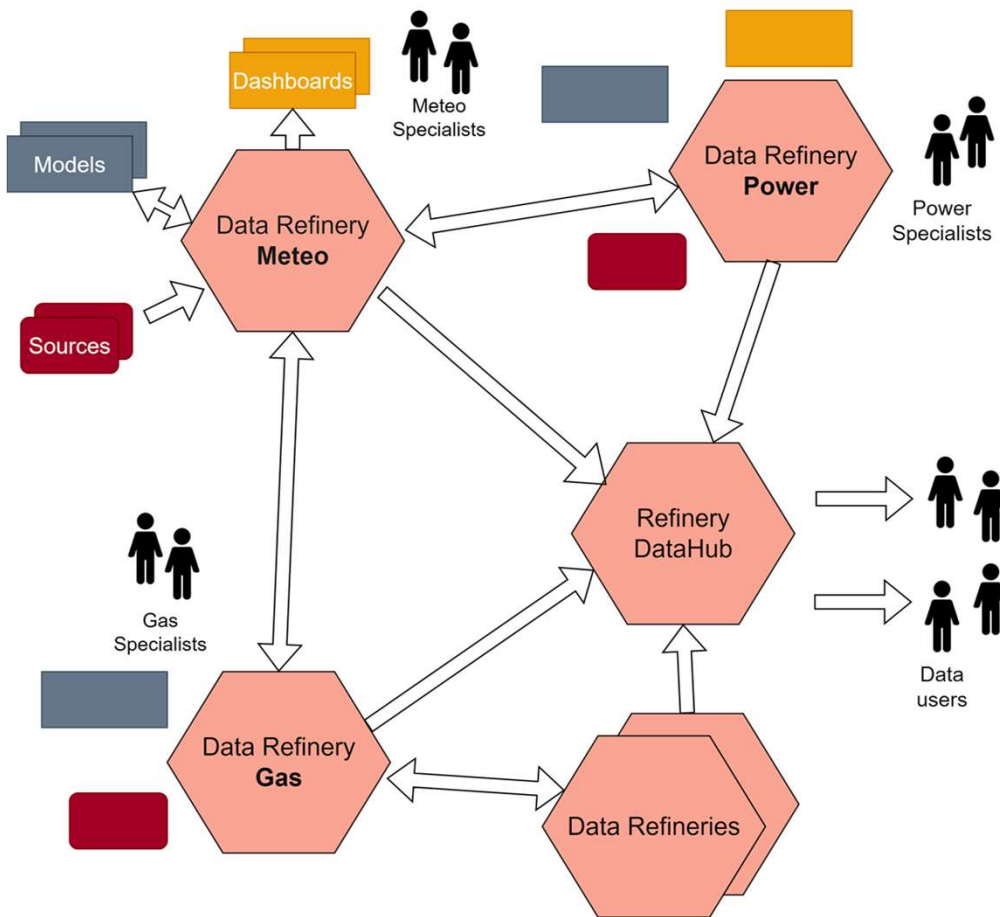 Dashboards
Meteo
Specialists
Models
Data Refinery
Meteo
Sources
Data Refinery
Power
Power
Specialists
Refinery
DataHub
Gas
Specialists
Data
users
Data Refinery
Gas
Data Refineries